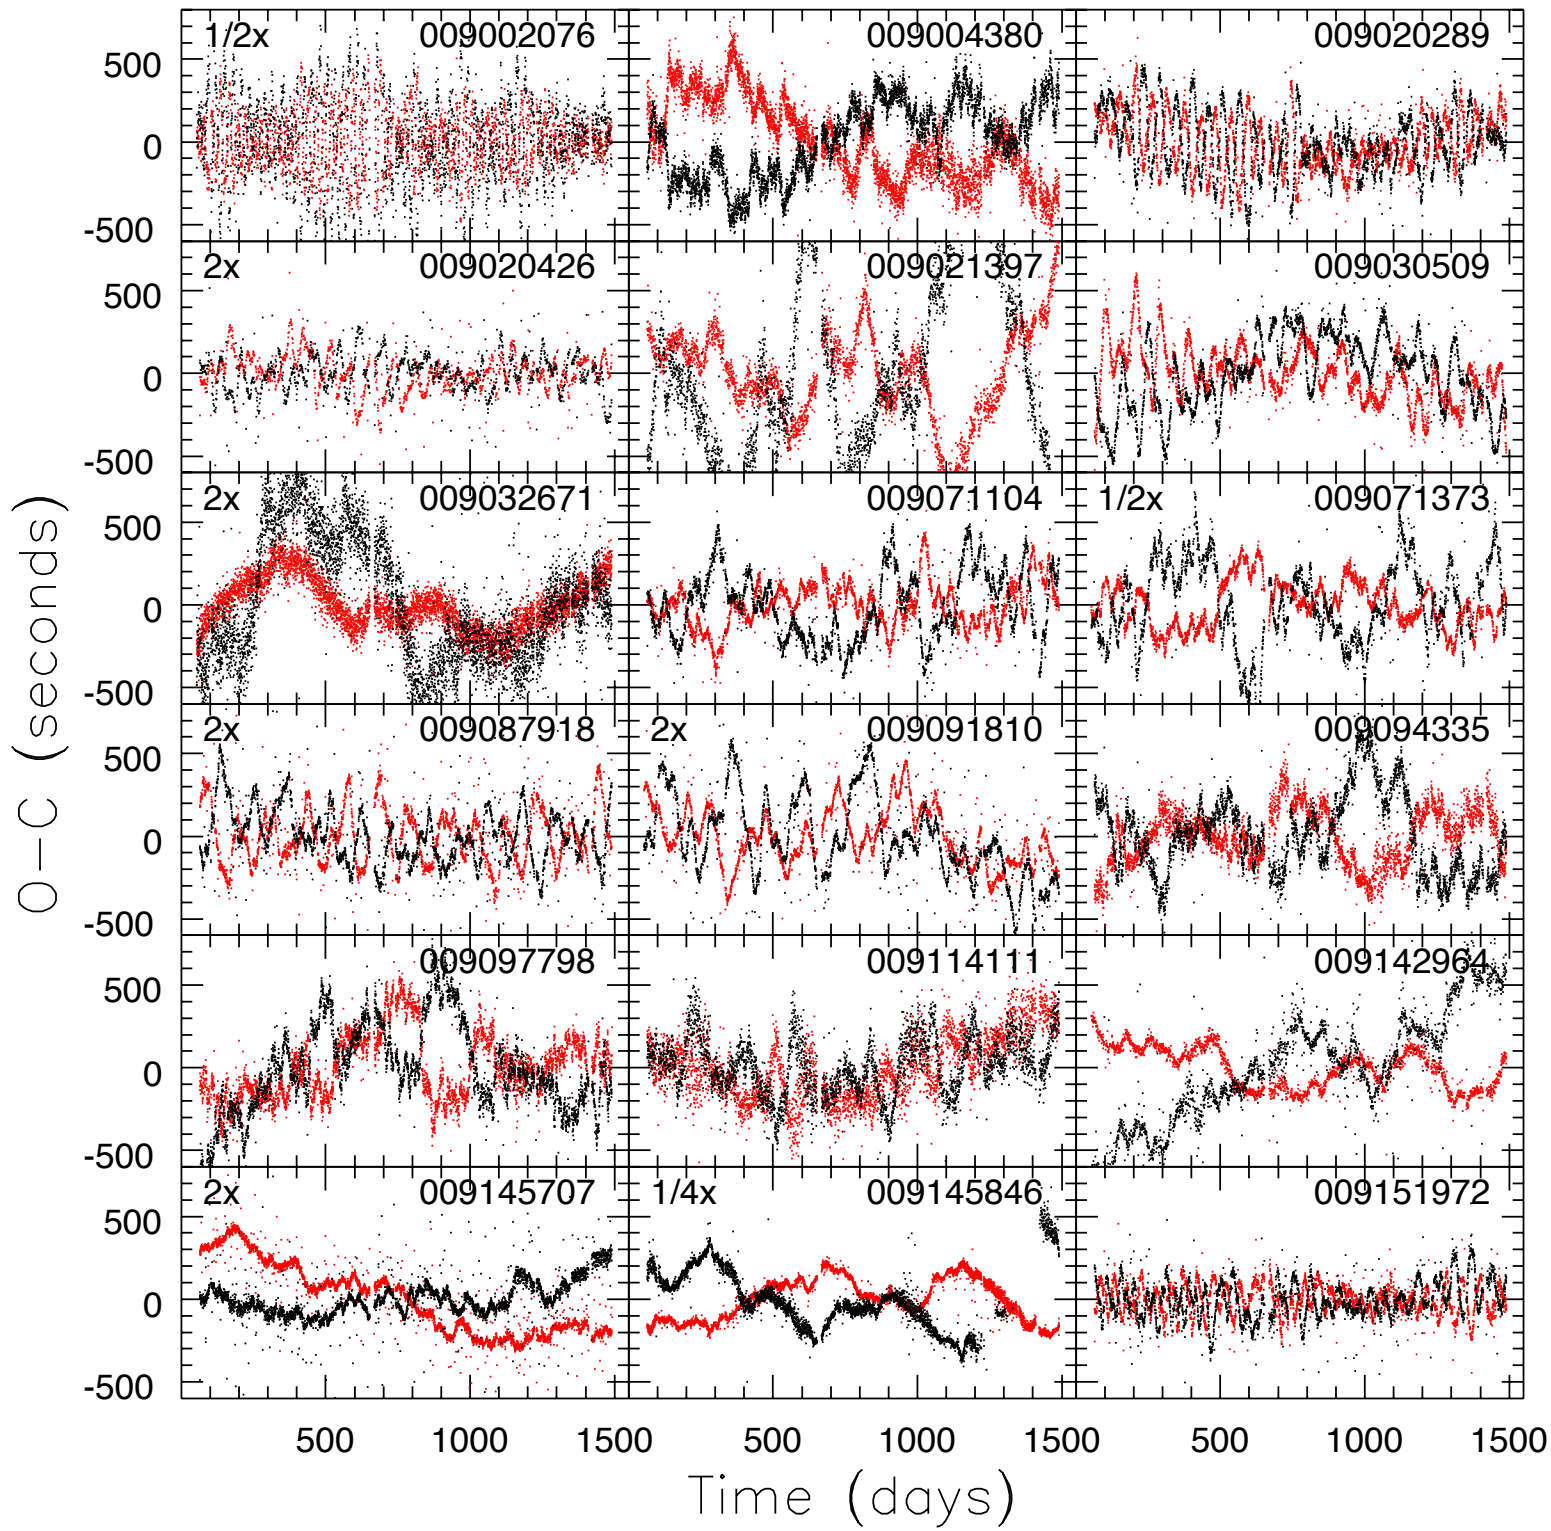 1/2x 009002076 009004380 009020289
500
0
-500
2x 009020426 009021397 009030509
500
0
-500
2x 009032671 009071104 1/2x 009071373
500
0
-500
2x 009087918 2x 009091810 009094335
500
0
-500
009097798 009114111 009142964
500
0
-500
2x 009145707 1/4x 009145846 009151972
500
0
-500
500 1000 1500 500 1000 1500 500 1000 1500
Time (days)
O-C (seconds)